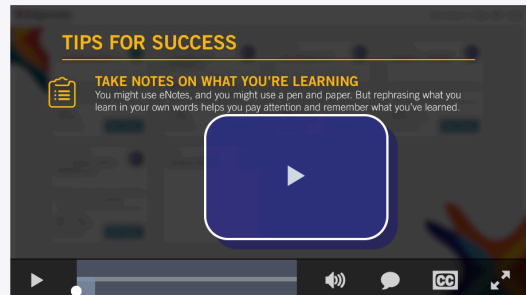 TIPS FOR SUCCESS
TAKE NOTES ON WHAT YOU'RE LEARNING
You might use eNotes, and you might use a pen and paper. But rephrasing what you
learn in your own words helps you pay attention and remember what you've learned.
CC